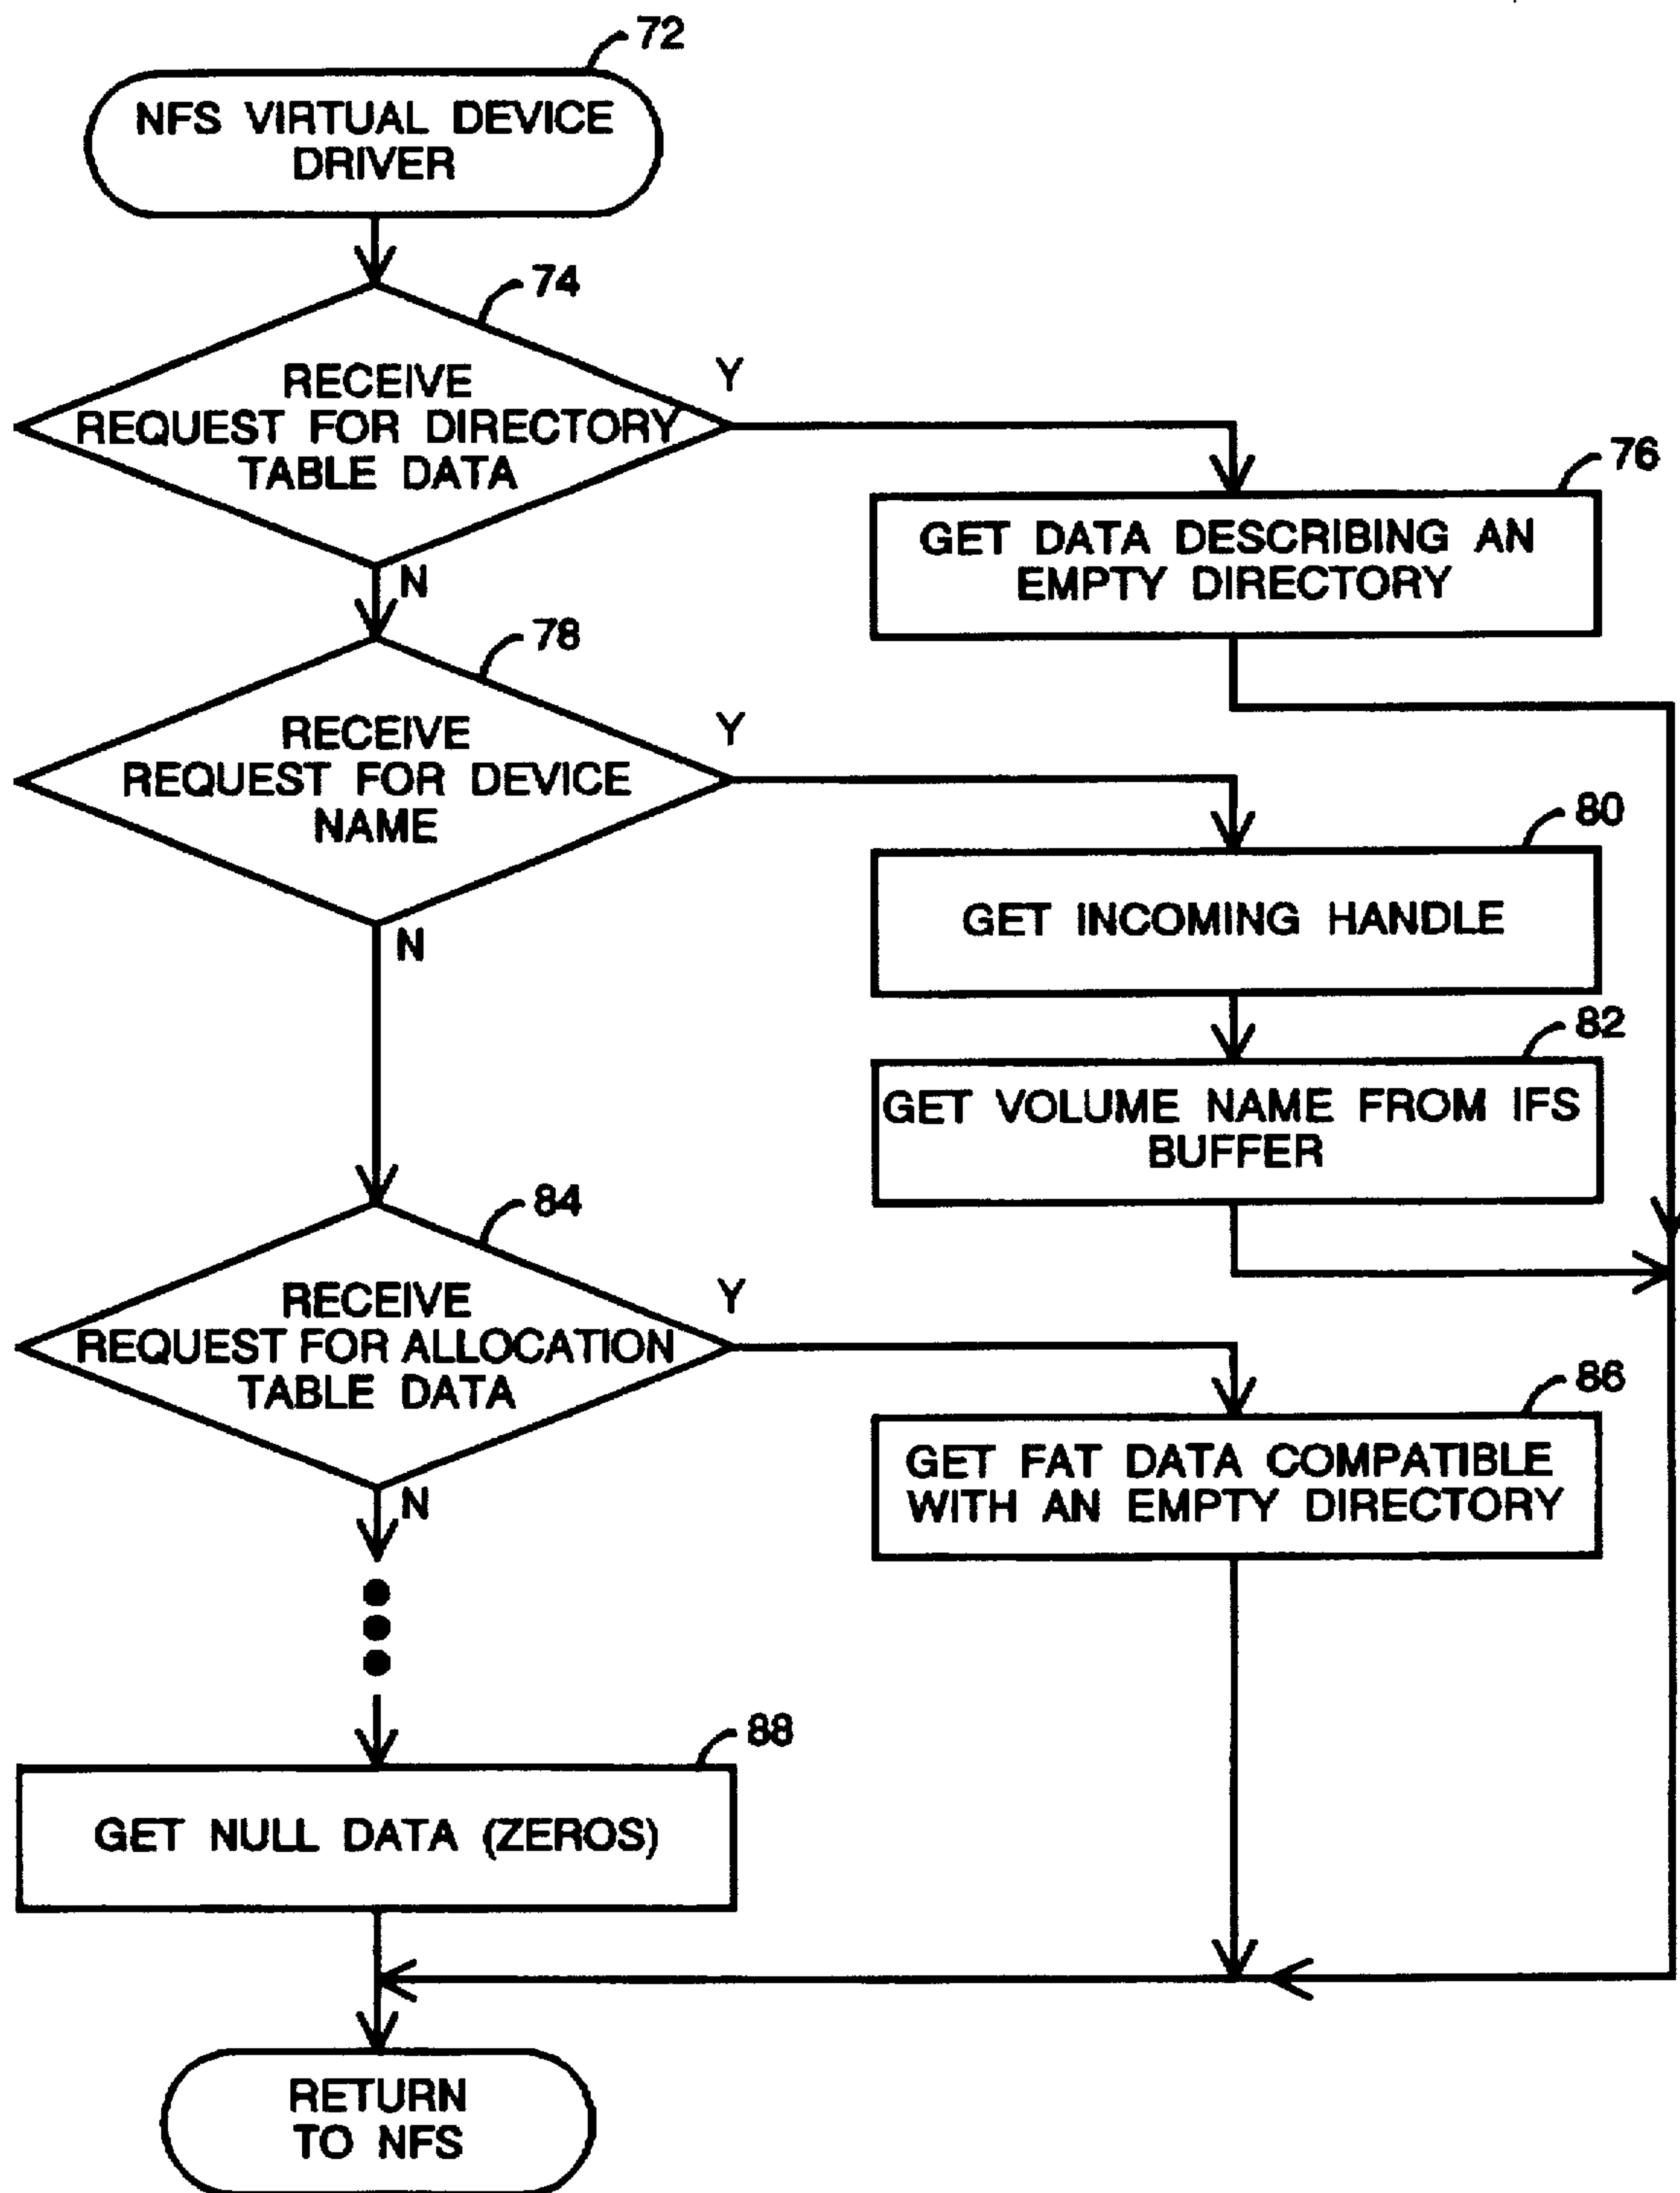 72
NFS VIRTUAL DEVICE
DRIVER
74
RECEIVE
REQUEST FOR DIRECTORY
TABLE DATA
Y
N
76
GET DATA DESCRIBING AN
EMPTY DIRECTORY
78
RECEIVE
REQUEST FOR DEVICE
NAME
Y
N
80
GET INCOMING HANDLE
82
GET VOLUME NAME FROM IFS
BUFFER
84
RECEIVE
REQUEST FOR ALLOCATION
TABLE DATA
Y
N
86
GET FAT DATA COMPATIBLE
WITH AN EMPTY DIRECTORY
88
GET NULL DATA (ZEROS)
RETURN
TO NFS